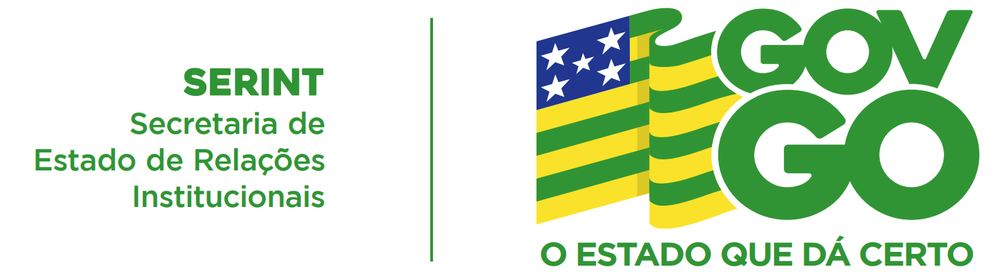 SERINT
Secretaria de
Estado de Relações
Institucionais
GOV
GO
O ESTADO QUE DÁ CERTO